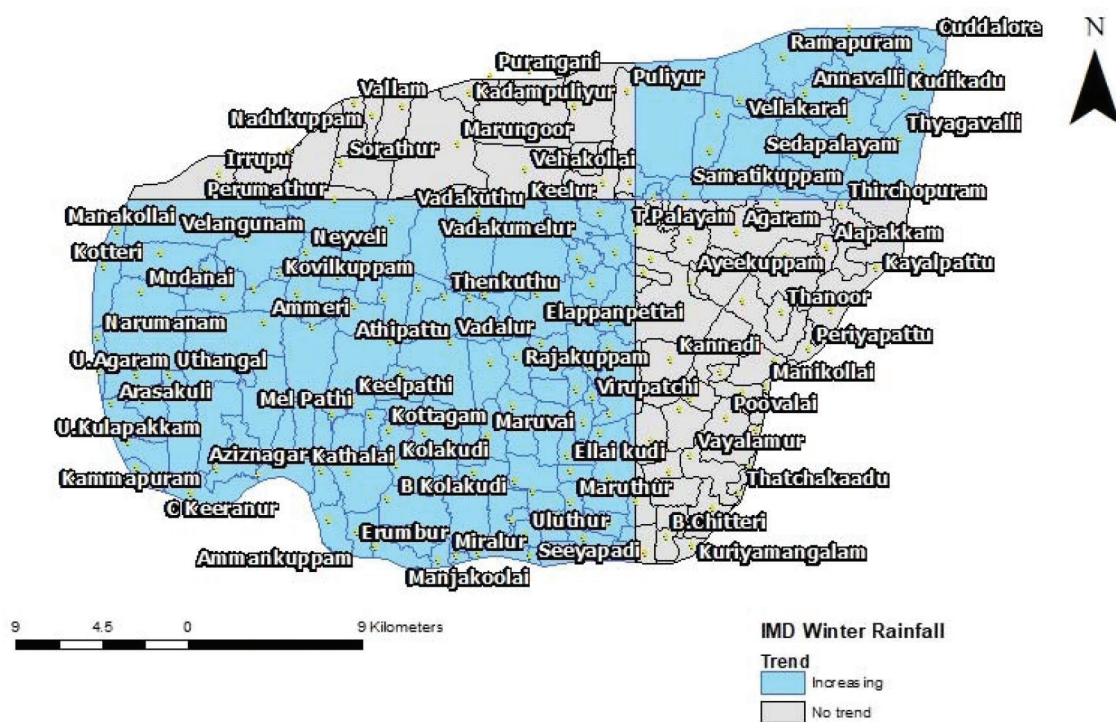 Cuddalore
N
Ramapuram
Purangani
Puliyur
Annavalli
Kudikadu
Vallam
Kadampuliyur
Vellakarai
Nadukuppam
Marungoor
Thyagavalli
Sorathur
Sedapalayam
Irrupu
Vehakollai
Samatikuppam
Perumathur
Keelur
Thirchopuram
Vadakuthu
Manakollai
Velangunam
T.Palayam
Agaram
Neyveli
Vadakumelur
Alapakkam
Kotteri
Ayeekuppam
Kayalpattu
Mudanai
Kovilkuppam
Thenkuthu
Thanoor
Ammeri
Elappanpettai
Narumanam
Athipattu
Vadalur
Periyapattu
Kannadi
U.Agaram
Uthangal
Rajakuppam
Manikollai
Arasakuli
Keelpathi
Virupatchi
Mel Pathi
Poovalai
Kottagam
Maruvai
U.Kulapakkam
Vayalamur
Aziznagar
Kathalai
Kolakudi
Ellai kudi
Kammapuram
B Kolakudi
Maruthur
Thatchakaadu
C Keeranur
Uluthur
B.Chitteri
Erumbur
Miralur
Seeyapadi
Kuriyamangalam
Ammankuppam
Manjakoolai
9 4.5 0 9 Kilometers
IMD Winter Rainfall
Trend
Increasing
No trend